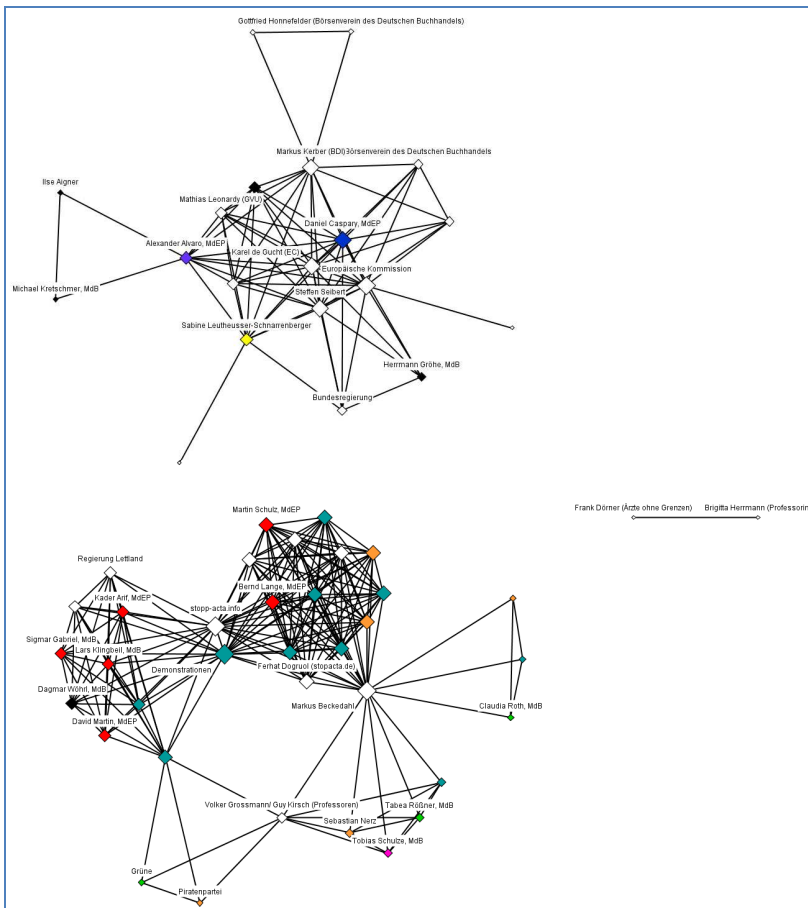 Gottfried Honnefelder (Börsenverein des Deutschen Buchhandels)
Markus Kerber (BDI)
Börsenverein des Deutschen Buchhandels
Ilse Aigner
Mathias Leonardy (GVU)
Daniel Caspary, MdEP
Alexander Alvaro, MdEP
Karel de Gucht (EC)
Europäische Kommission
Michael Kretschmer, MdB
Steffen Seibert
Sabine Leutheusser-Schnarrenberger
Herrmann Gröhe, MdB
Bundesregierung
Martin Schulz, MdEP
Frank Dörner (Ärzte ohne Grenzen)
Brigitta Herrmann (Professorin
Regierung Lettland
Bernd Lange, MdEP
Kader Arif, MdEP
stopp-acta.info
Sigmar Gabriel, MdB
Lars Klingbeil, MdB
Demonstrationen
Ferhat Dogruol (stopacta.de)
Dagmar Wöhrl, MdB
Markus Beckedahl
Claudia Roth, MdB
David Martin, MdEP
Volker Grossmann/ Guy Kirsch (Professoren)
Tabea Rößner, MdB
Sebastian Nerz
Tobias Schulze, MdB
Grüne
Piratenpartei